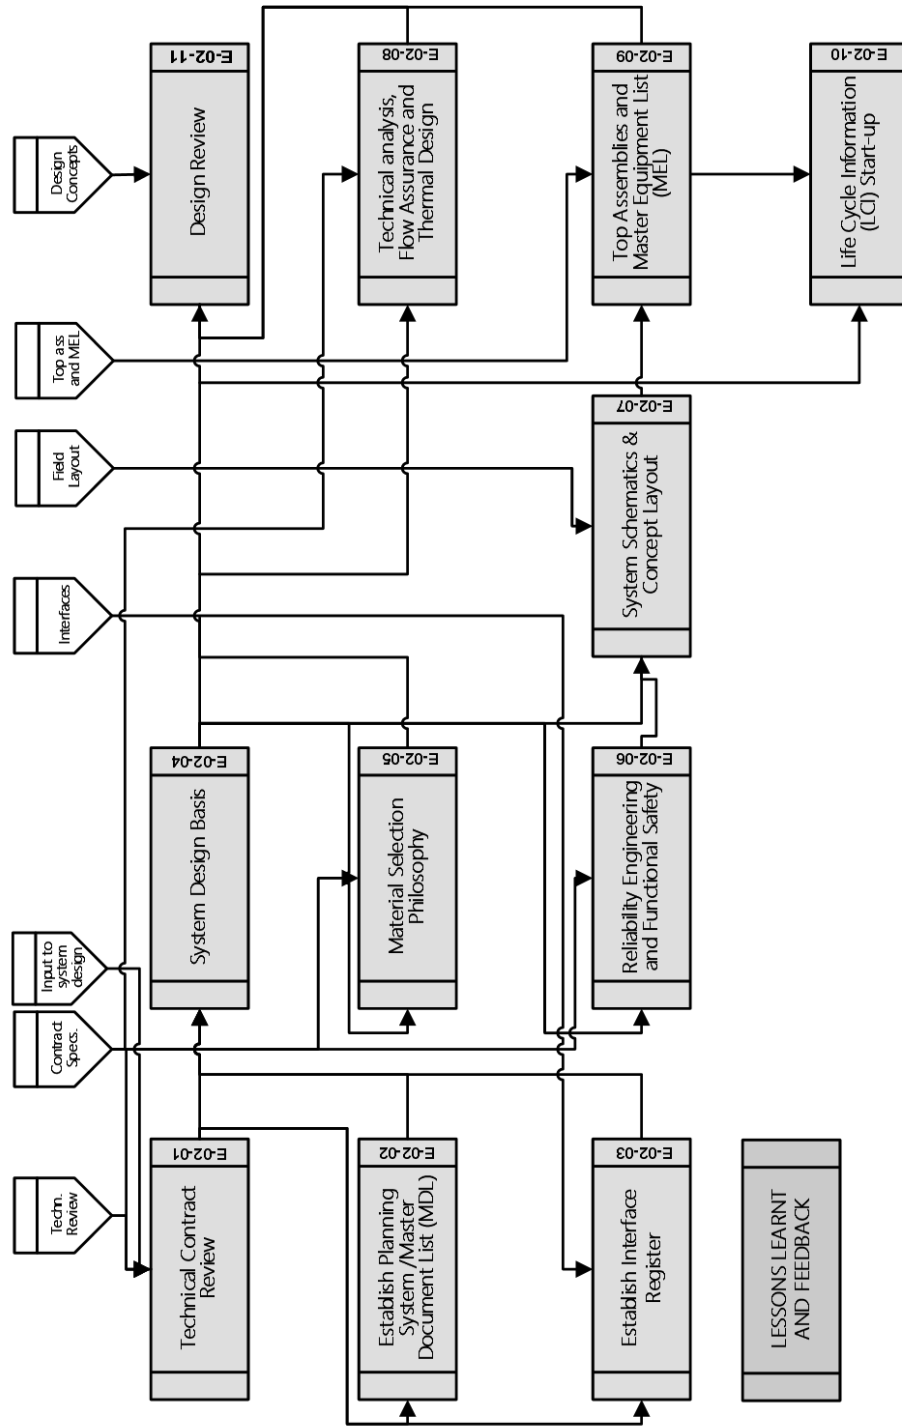 Techn.
Review
Contract
Specs.
Input to
system
design
Interfaces
Field
Layout
Top ass
and MEL
Design
Concepts
Technical Contract
Review
E-02-01
System Design Basis
E-02-04
Design Review
E-02-11
Establish Planning
System /Master
Document List (MDL)
E-02-02
Material Selection
Philosophy
E-02-05
Technical analysis,
Flow Assurance and
Thermal Design
E-02-08
Establish Interface
Register
E-02-03
Reliability Engineering
and Functional Safety
E-02-06
System Schematics &
Concept Layout
E-02-07
Top Assemblies and
Master Equipment List
(MEL)
E-02-09
LESSONS LEARNT
AND FEEDBACK
Life Cycle Information
(LCI) Start-up
E-02-10